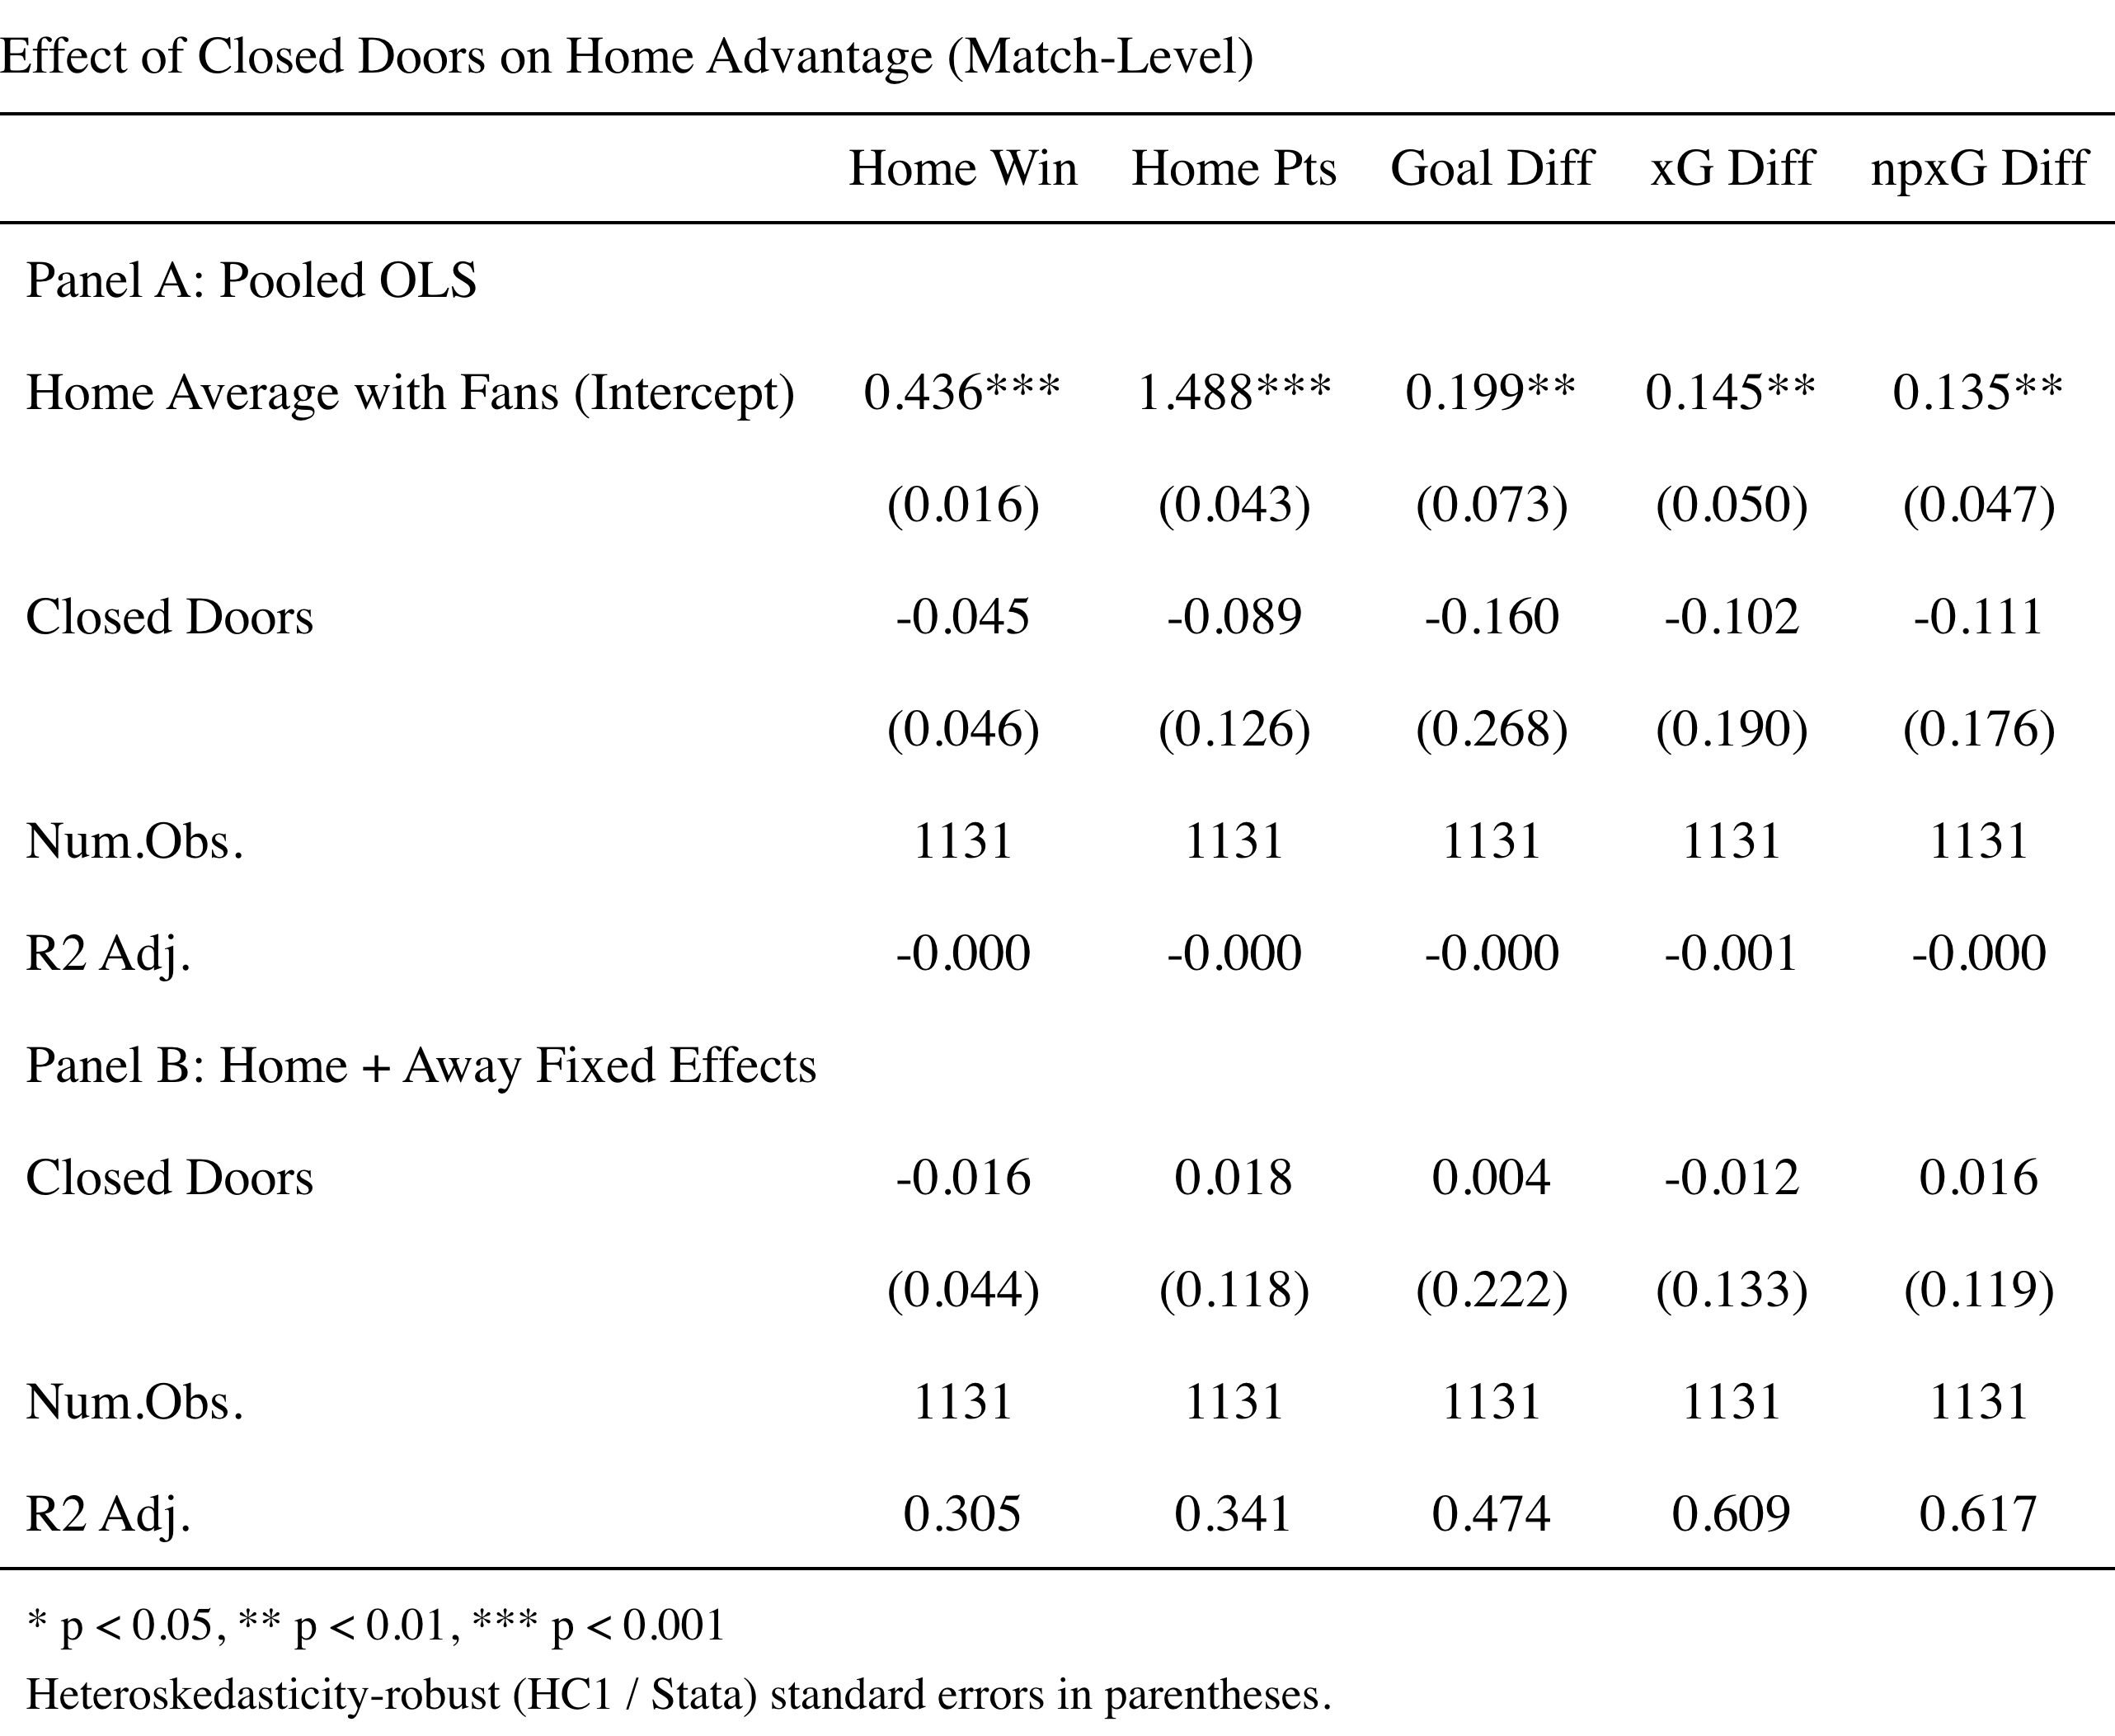 Effect of Closed Doors on Home Advantage (Match-Level)
Home Win Home Pts Goal Diff xG Diff npxG Diff
Panel A: Pooled OLS
Home Average with Fans (Intercept) 0.436*** 1.488*** 0.199** 0.145** 0.135**
(0.016) (0.043) (0.073) (0.050) (0.047)
Closed Doors -0.045 -0.089 -0.160 -0.102 -0.111
(0.046) (0.126) (0.268) (0.190) (0.176)
Num.Obs. 1131 1131 1131 1131 1131
R2 Adj. -0.000 -0.000 -0.000 -0.001 -0.000
Panel B: Home + Away Fixed Effects
Closed Doors -0.016 0.018 0.004 -0.012 0.016
(0.044) (0.118) (0.222) (0.133) (0.119)
Num.Obs. 1131 1131 1131 1131 1131
R2 Adj. 0.305 0.341 0.474 0.609 0.617
* p < 0.05, ** p < 0.01, *** p < 0.001
Heteroskedasticity-robust (HC1 / Stata) standard errors in parentheses.